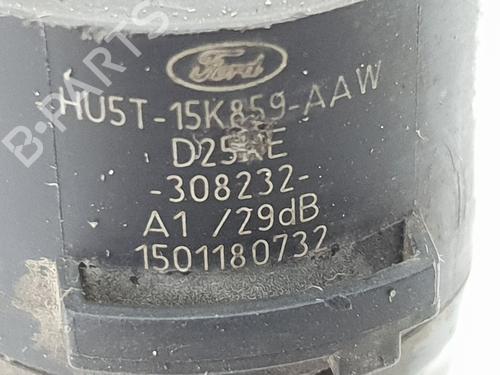 Ford
HU5T-15K859-AAW
-308232-
A1 /29dB
1501180732
B-PARTS